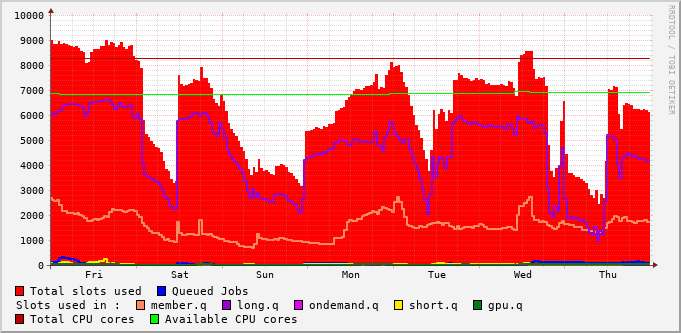 10000
9000
8000
7000
6000
5000
4000
3000
2000
1000
0
Fri Sat Sun Mon Tue Wed Thu
RRDTOOL / TOBI OETIKER
Total slots used Queued Jobs
Slots used in : member.q long.q ondemand.q short.q gpu.q
Total CPU cores Available CPU cores